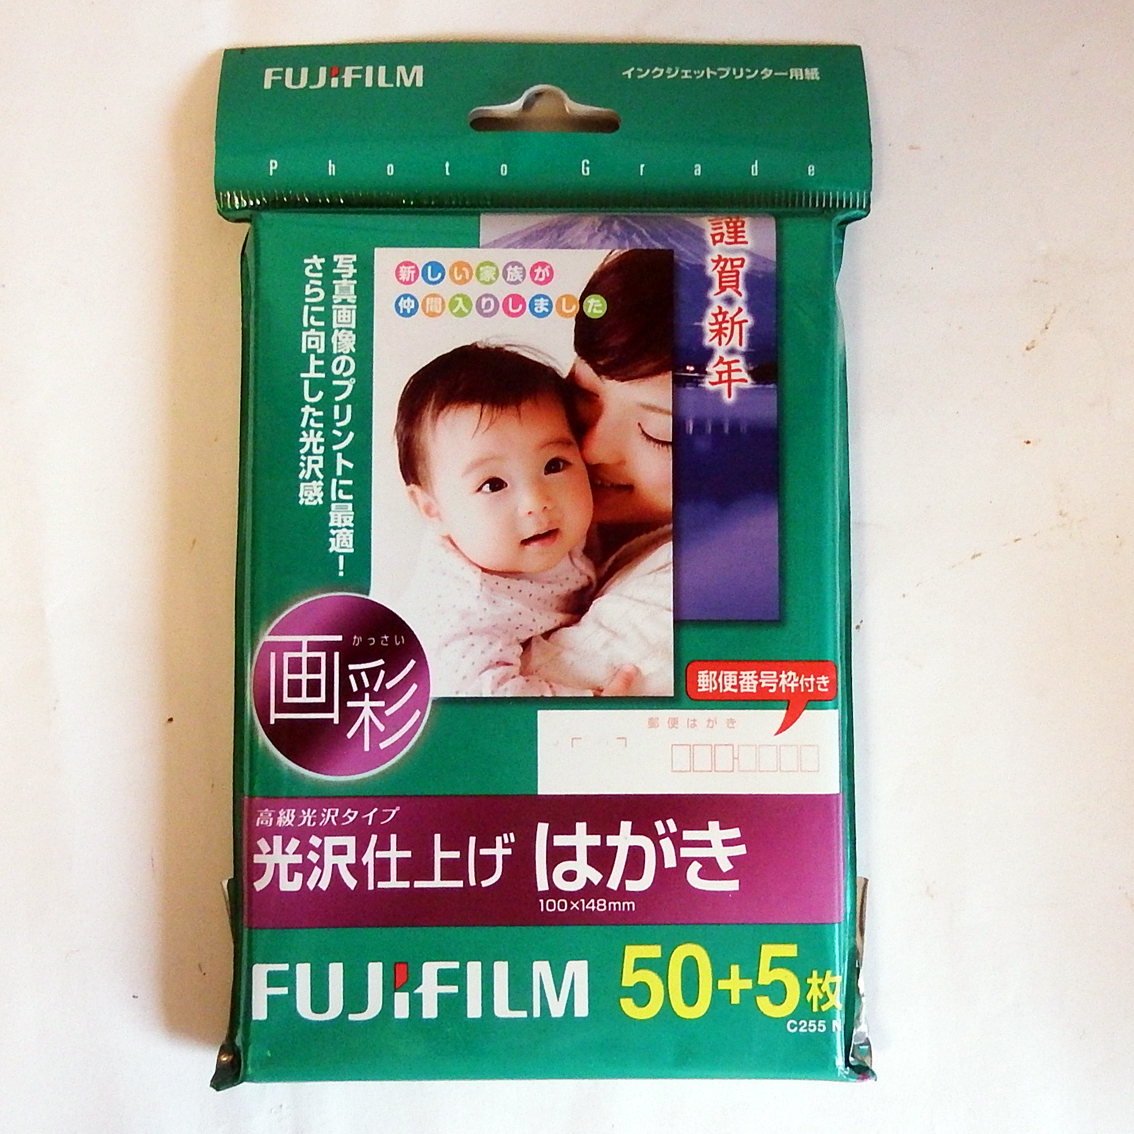 FUJIFILM
インクジェットプリンター用紙
Photo Grade
写真画像のプリントに最適!
さらに向上した光沢感
新しい家族が
仲間入りしました
謹賀新年
かっさい
画彩
郵便番号枠付き
郵便はがき
高級光沢タイプ
光沢仕上げ はがき
100×148mm
FUJIFILM
50+5枚
C255 N